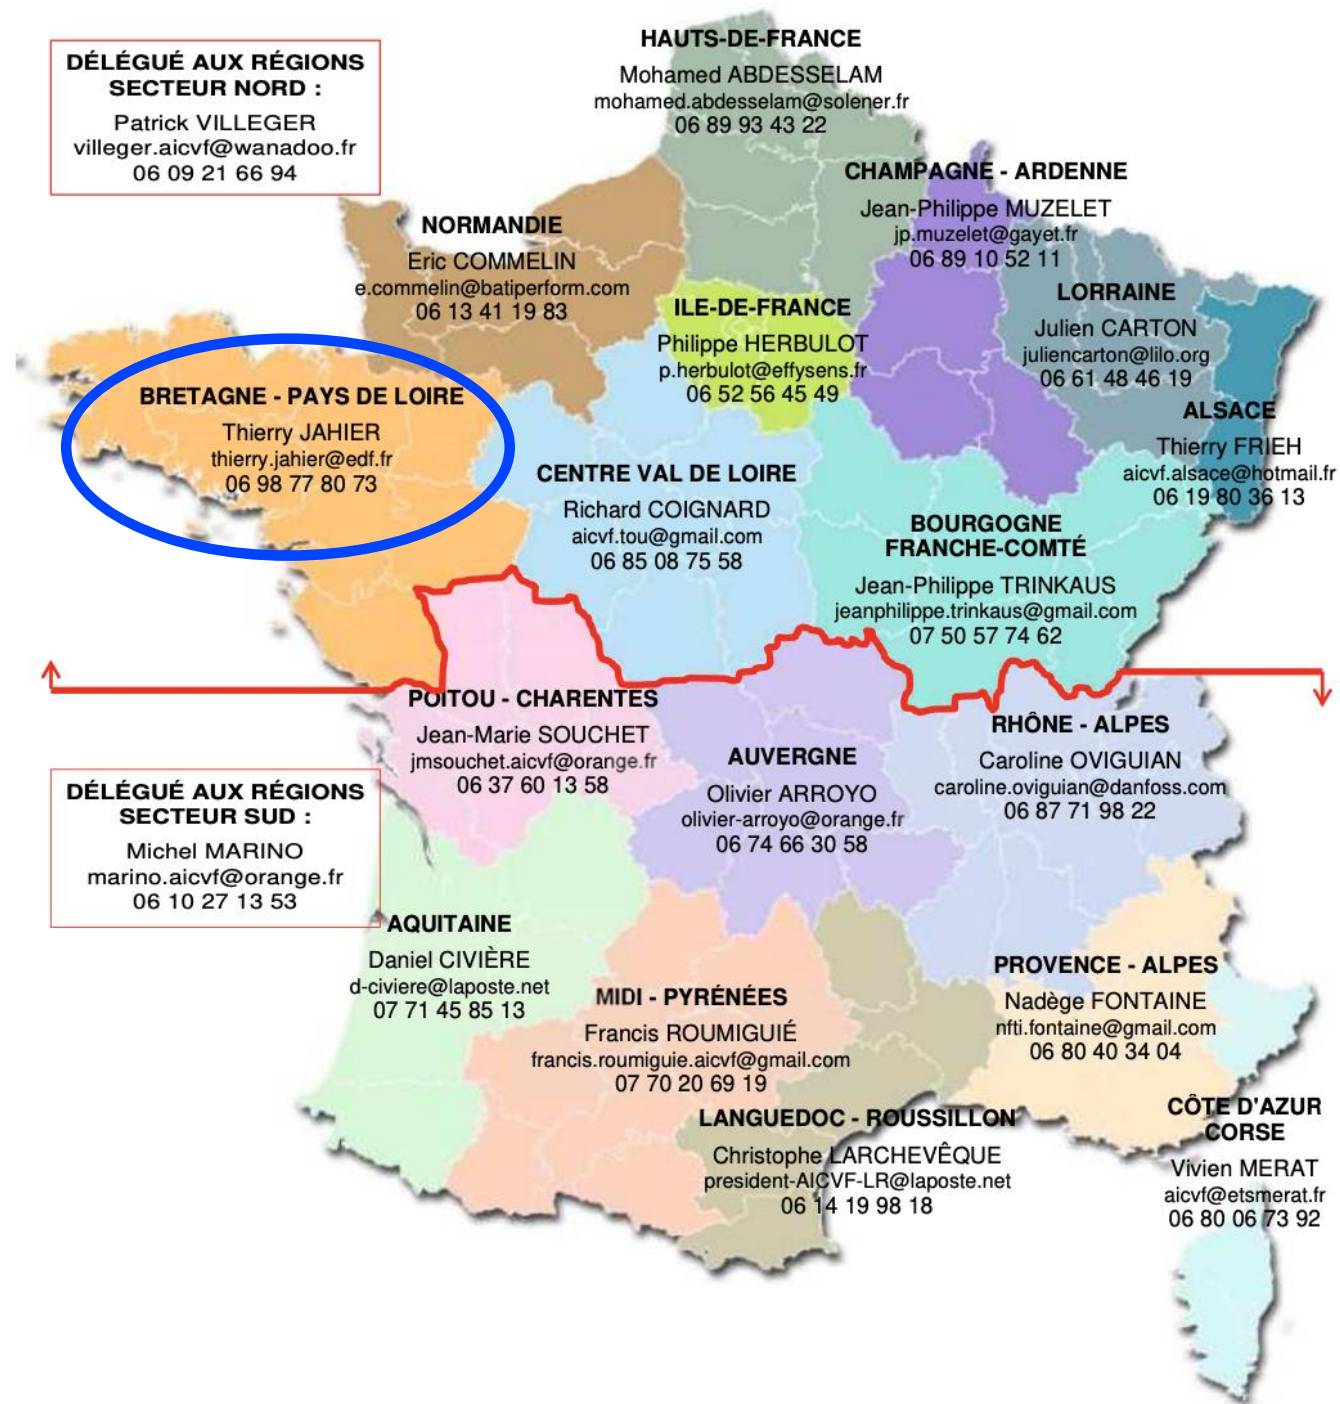 DÉLÉGUÉ AUX RÉGIONS
SECTEUR NORD :
Patrick VILLEGER
villeger.aicvf@wanadoo.fr
06 09 21 66 94
HAUTS-DE-FRANCE
Mohamed ABDESSELAM
mohamed.abdesselam@solener.fr
06 89 93 43 22
CHAMPAGNE - ARDENNE
Jean-Philippe MUZELET
jp.muzelet@gayet.fr
06 89 10 52 11
NORMANDIE
Eric COMMELIN
e.commelin@batiperform.com
06 13 41 19 83
ILE-DE-FRANCE
Philippe HERBULOT
p.herbulot@effysens.fr
06 52 56 45 49
LORRAINE
Julien CARTON
juliencarton@lilo.org
06 61 48 46 19
BRETAGNE - PAYS DE LOIRE
Thierry JAHIER
thierry.jahier@edf.fr
06 98 77 80 73
ALSACE
Thierry FRIEH
aicvf.alsace@hotmail.fr
06 19 80 36 13
CENTRE VAL DE LOIRE
Richard COIGNARD
aicvf.tou@gmail.com
06 85 08 75 58
BOURGOGNE
FRANCHE-COMTÉ
Jean-Philippe TRINKAUS
jeanphilippe.trinkaus@gmail.com
07 50 57 74 62
POITOU - CHARENTES
Jean-Marie SOUCHET
jmsouchet.aicvf@orange.fr
06 37 60 13 58
AUVERGNE
Olivier ARROYO
olivier-arroyo@orange.fr
06 74 66 30 58
RHÔNE - ALPES
Caroline OVIGUIAN
caroline.oviguian@danfoss.com
06 87 71 98 22
DÉLÉGUÉ AUX RÉGIONS
SECTEUR SUD :
Michel MARINO
marino.aicvf@orange.fr
06 10 27 13 53
AQUITAINE
Daniel CIVIÈRE
d-civiere@laposte.net
07 71 45 85 13
MIDI - PYRÉNÉES
Francis ROUMIGUIÉ
francis.roumiguie.aicvf@gmail.com
07 70 20 69 19
PROVENCE - ALPES
Nadège FONTAINE
nfti.fontaine@gmail.com
06 80 40 34 04
LANGUEDOC - ROUSSILLON
Christophe LARCHEVÊQUE
president-AICVF-LR@laposte.net
06 14 19 98 18
CÔTE D'AZUR
CORSE
Vivien MERAT
aicvf@etsmerat.fr
06 80 06 73 92